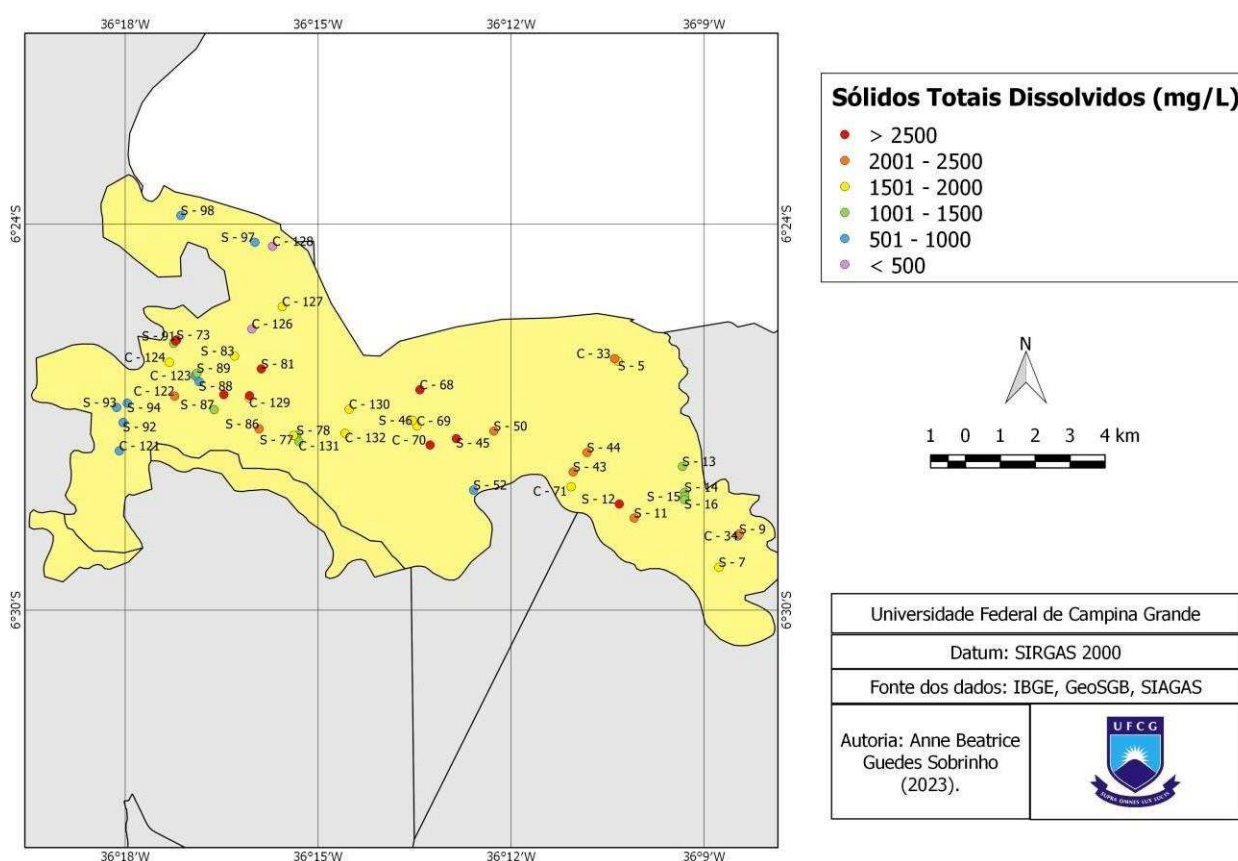 36°18'W 36°15'W 36°12'W 36°9'W
6°24'S
6°24'S
6°30'S
6°30'S
36°18'W 36°15'W 36°12'W 36°9'W
S - 98
S - 97
C - 128
C - 127
C - 126
S - 91
S - 73
S - 83
C - 124
S - 81
S - 89
C - 123
S - 88
C - 122
S - 93
S - 94
S - 87
C - 129
S - 92
S - 86
C - 121
S - 77
S - 78
C - 131
C - 130
C - 132
C - 68
S - 46
C - 69
C - 70
S - 45
S - 50
S - 52
C - 33
S - 5
S - 44
S - 43
C - 71
S - 12
S - 11
S - 13
S - 14
S - 15
S - 16
S - 9
C - 34
S - 7
Sólidos Totais Dissolvidos (mg/L)
> 2500
2001 - 2500
1501 - 2000
1001 - 1500
501 - 1000
< 500
N
1 0 1 2 3 4 km
Universidade Federal de Campina Grande
Datum: SIRGAS 2000
Fonte dos dados: IBGE, GeoSGB, SIAGAS
Autoria: Anne Beatrice
Guedes Sobrinho
(2023).
UFCG
SUPRA OMNES LUX LUCIS